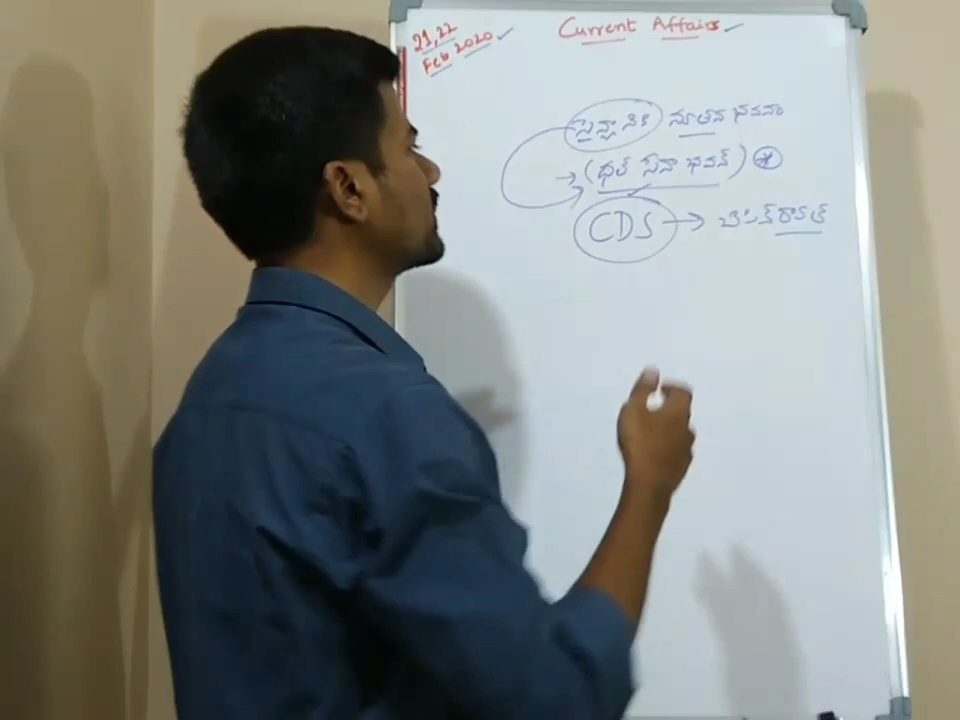 21,22
Feb 2020
Current Affairs
సైన్యానికి నూతన భవనం
(థల్ సేనా భవన్)
CDS → బిపిన్ రావత్